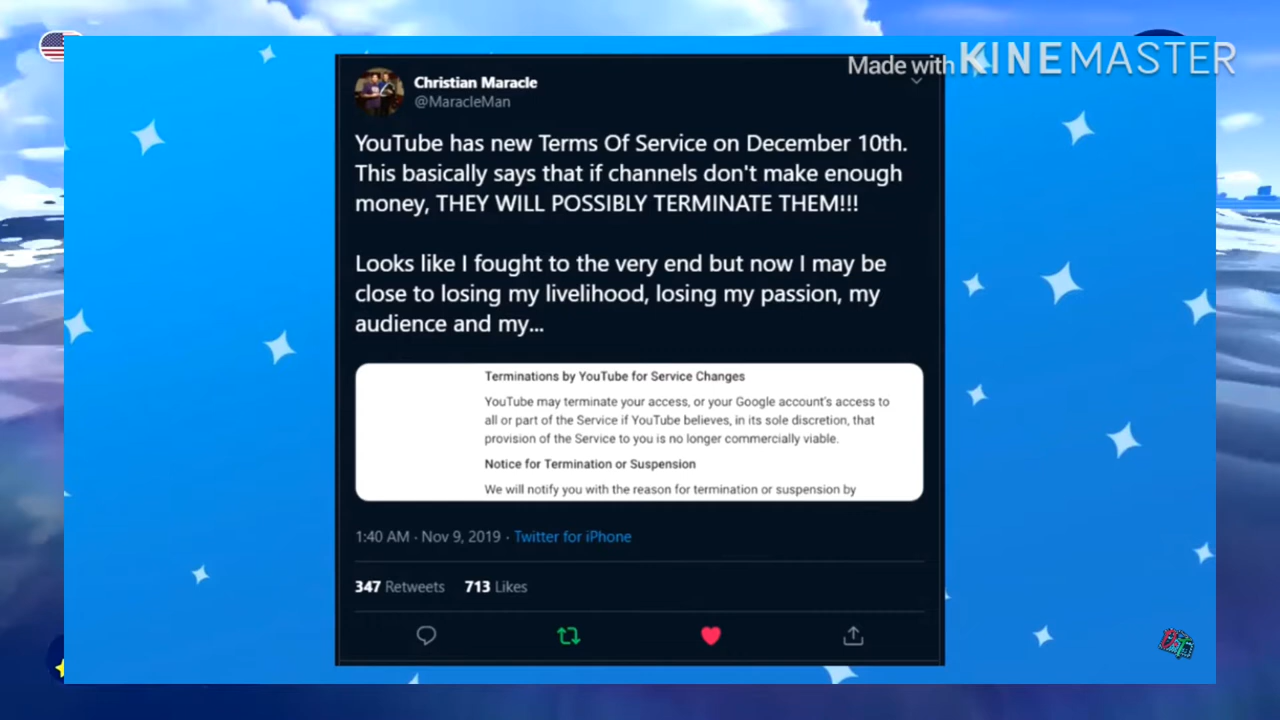 Made with KINEMASTER
Christian Maracle
@MaracleMan
YouTube has new Terms Of Service on December 10th.
This basically says that if channels don't make enough
money, THEY WILL POSSIBLY TERMINATE THEM!!!
Looks like I fought to the very end but now I may be
close to losing my livelihood, losing my passion, my
audience and my...
Terminations by YouTube for Service Changes
YouTube may terminate your access, or your Google account's access to
all or part of the Service if YouTube believes, in its sole discretion, that
provision of the Service to you is no longer commercially viable.
Notice for Termination or Suspension
We will notify you with the reason for termination or suspension by
1:40 AM · Nov 9, 2019 · Twitter for iPhone
347 Retweets 713 Likes